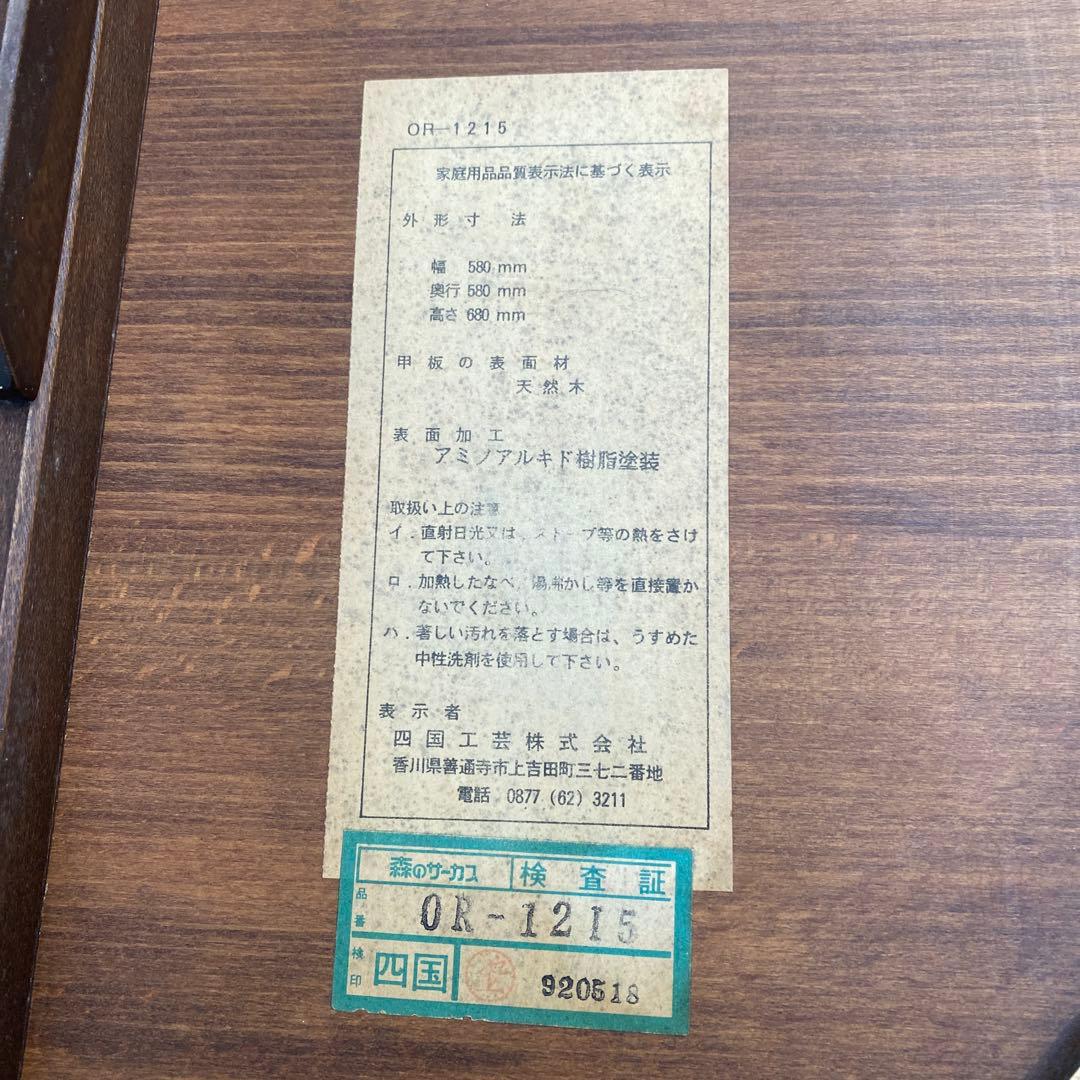 OR-1215
家庭用品品質表示法に基づく表示
外形寸法
幅 580 mm
奥行 580 mm
高さ 680 mm
甲板の表面材
天然木
表面加工
アミノアルキド樹脂塗装
取扱い上の注意
イ.直射日光又は、ストーブ等の熱をさけ
て下さい。
ロ.加熱したなべ、湯沸かし等を直接置か
ないでください。
ハ.著しい汚れを落とす場合は、うすめた
中性洗剤を使用して下さい。
表示者
四国工芸株式会社
香川県善通寺市上吉田町三七二番地
電話 0877 (62) 3211
森のサーカス 検査証
品番 OR-1215
検印 四国 920518